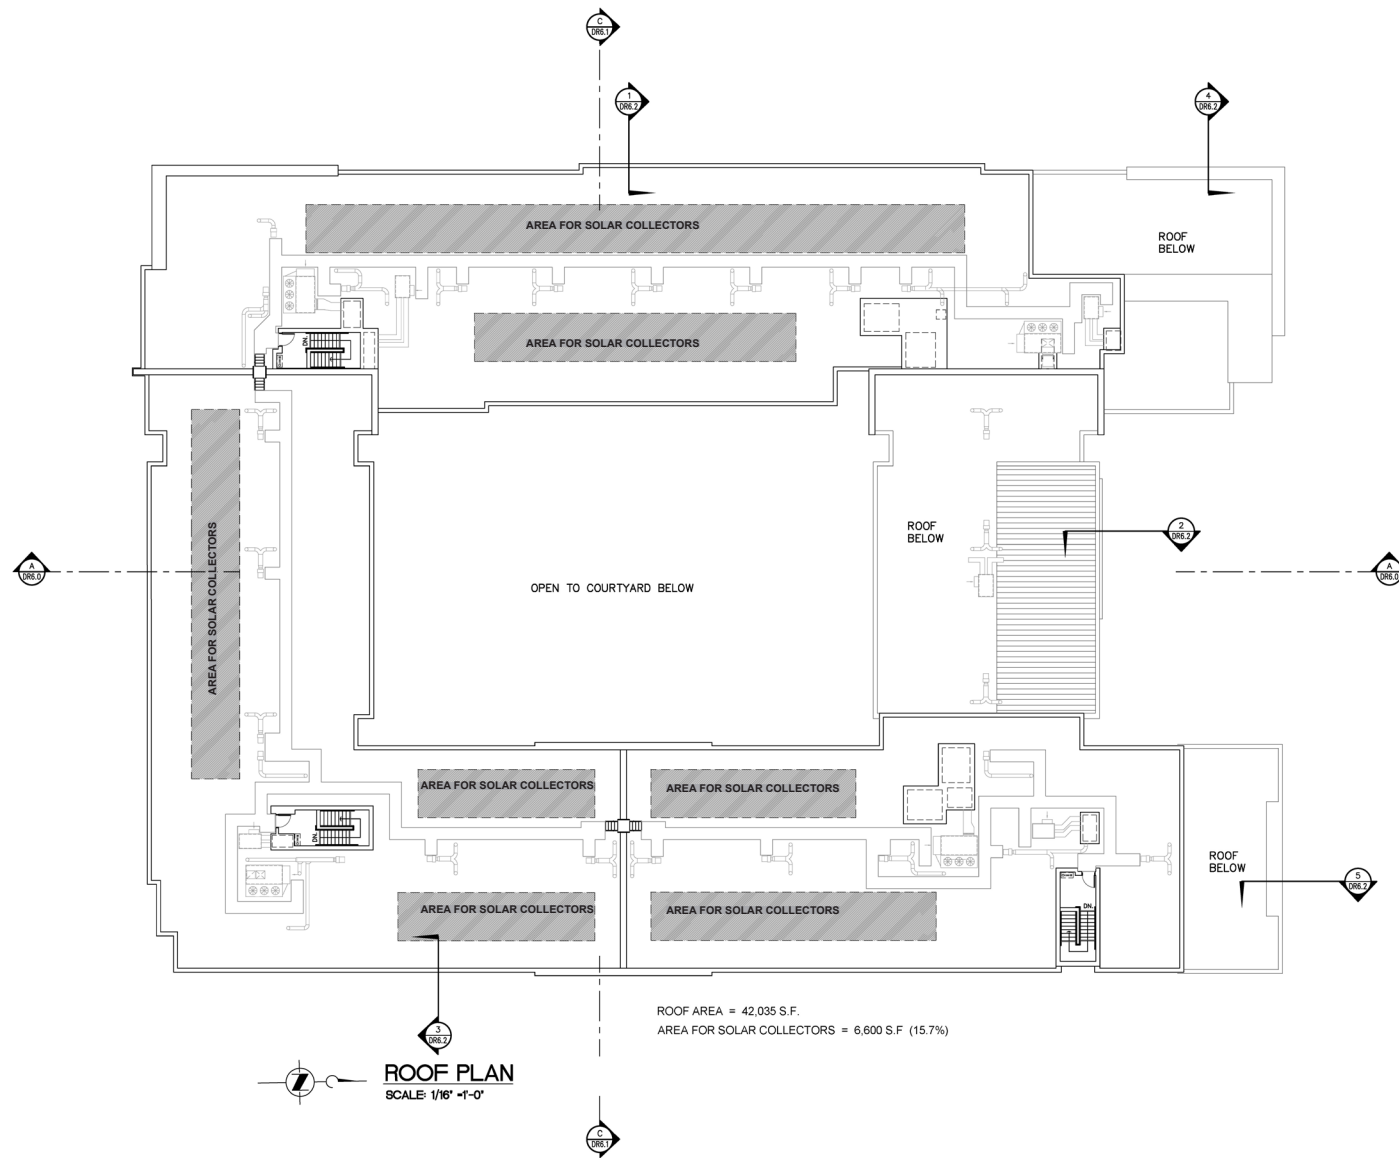 C
DR6.1
1
DR6.2
4
DR6.2
AREA FOR SOLAR COLLECTORS
ROOF
BELOW
AREA FOR SOLAR COLLECTORS
DN.
AREA FOR SOLAR COLLECTORS
ROOF
BELOW
2
DR6.2
A
DR6.0
A
DR6.0
OPEN TO COURTYARD BELOW
AREA FOR SOLAR COLLECTORS
AREA FOR SOLAR COLLECTORS
DN.
ROOF
BELOW
5
DR6.2
AREA FOR SOLAR COLLECTORS
AREA FOR SOLAR COLLECTORS
DN.
3
DR6.2
ROOF AREA = 42,035 S.F.
AREA FOR SOLAR COLLECTORS = 6,600 S.F (15.7%)
ROOF PLAN
SCALE: 1/16" =1'-0"
C
DR6.1